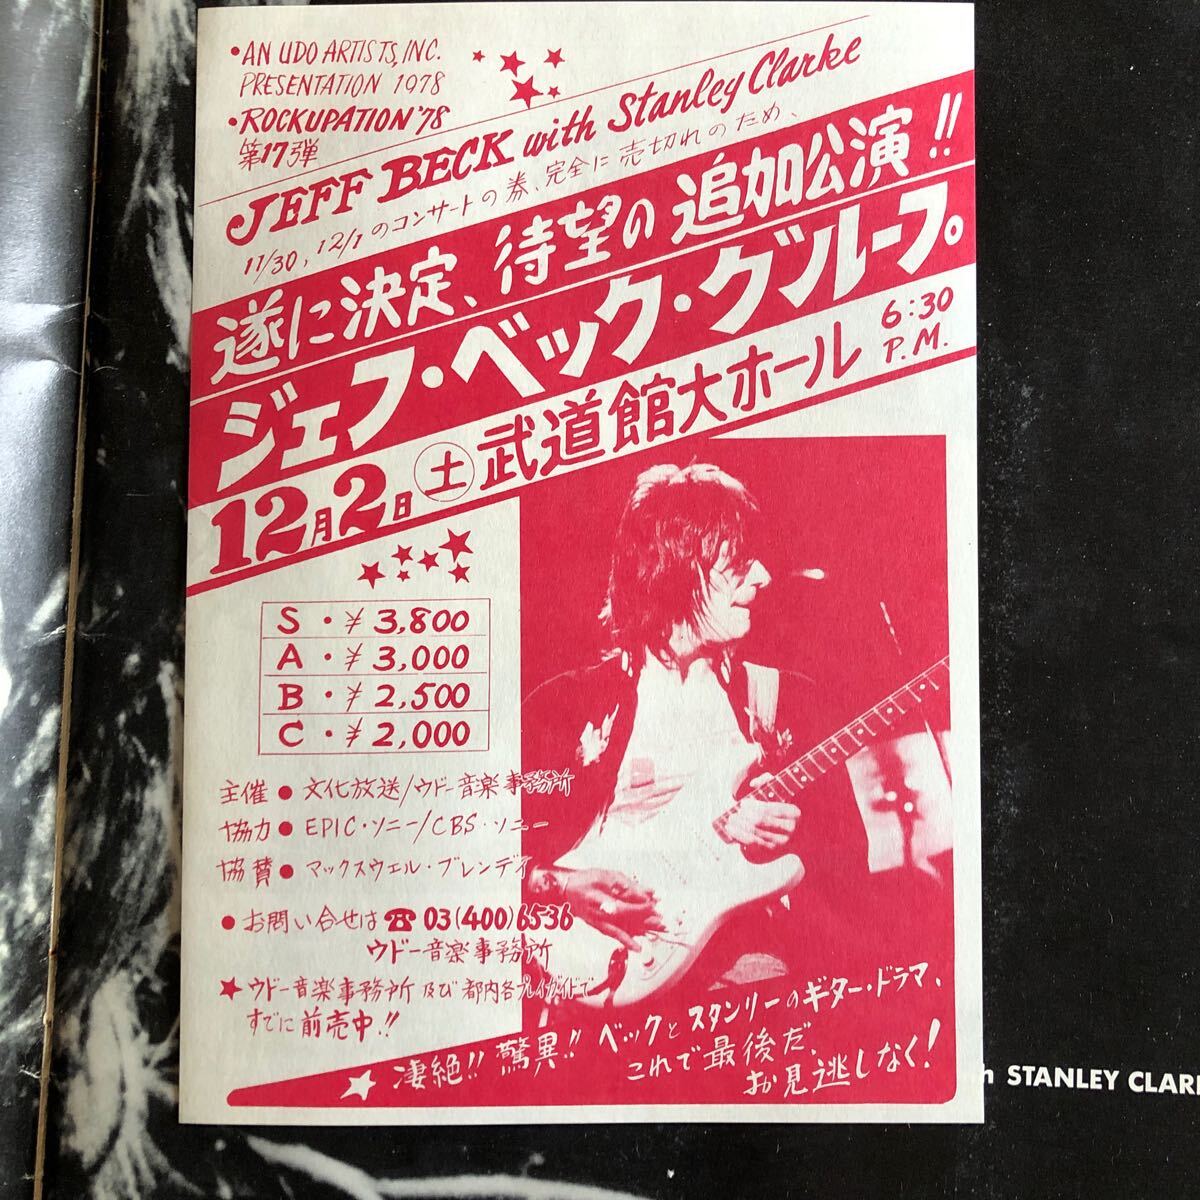 •AN UDO ARTISTS, INC.
PRESENTATION 1978
•ROCKUPATION '78
第17弾
JEFF BECK with Stanley Clarke
11/30, 12/1のコンサートの券、完全に売切れのため、
遂に決定、待望の追加公演!!
ジェフ・ベック・グループ。
12月2日㊏武道館大ホール 6:30 P.M.
S・¥3,800
A・¥3,000
B・¥2,500
C・¥2,000
主催●文化放送/ウドー音楽事務所
協力●EPIC・ソニー/CBS・ソニー
協賛●マックスウェル・ブレンディ
●お問い合せは☎03(400)6536
ウドー音楽事務所
★ウドー音楽事務所及び都内各プレイガイドで
すでに前売中!!
★凄絶!!驚異!!ベックとスタンリーのギター・ドラマ、
これで最後だ、
お見逃しなく!
STANLEY CLAR